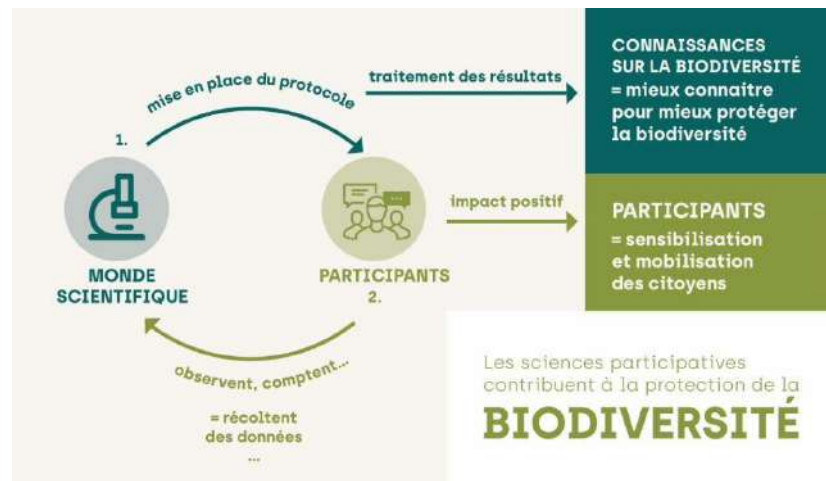 mise en place du protocole
1.
MONDE
SCIENTIFIQUE
traitement des résultats
CONNAISSANCES
SUR LA BIODIVERSITÉ
= mieux connaitre
pour mieux protéger
la biodiversité
PARTICIPANTS
2.
impact positif
PARTICIPANTS
= sensibilisation
et mobilisation
des citoyens
observent, comptent...
= récoltent
des données
...
Les sciences participatives
contribuent à la protection de la
BIODIVERSITÉ